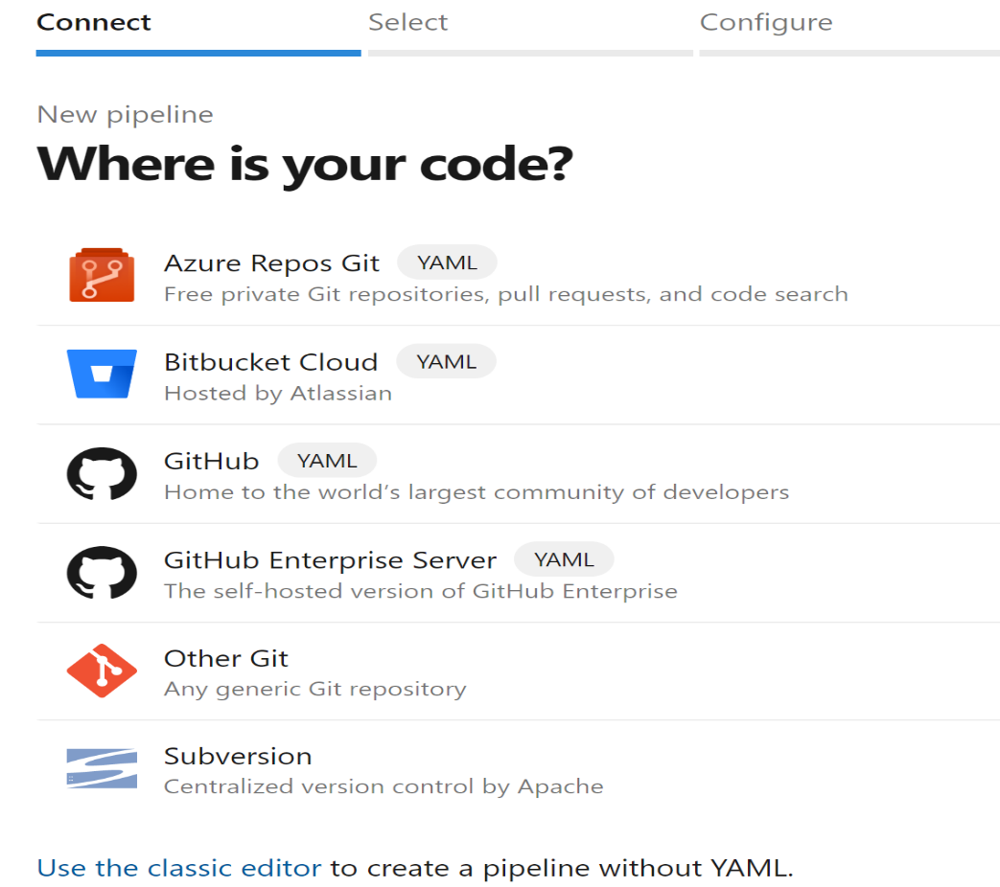 Connect Select Configure
New pipeline
Where is your code?
Azure Repos Git YAML
Free private Git repositories, pull requests, and code search
Bitbucket Cloud YAML
Hosted by Atlassian
GitHub YAML
Home to the world’s largest community of developers
GitHub Enterprise Server YAML
The self-hosted version of GitHub Enterprise
Other Git
Any generic Git repository
Subversion
Centralized version control by Apache
Use the classic editor to create a pipeline without YAML.